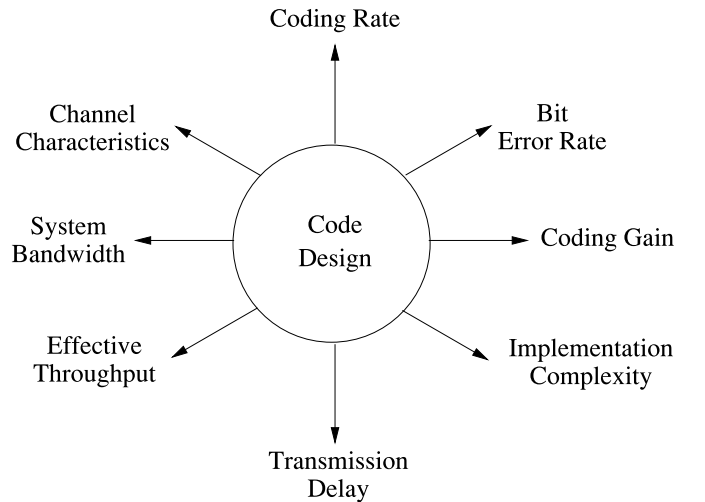 Coding Rate
Channel
Characteristics
Bit
Error Rate
System
Bandwidth
Code
Design
Coding Gain
Effective
Throughput
Implementation
Complexity
Transmission
Delay